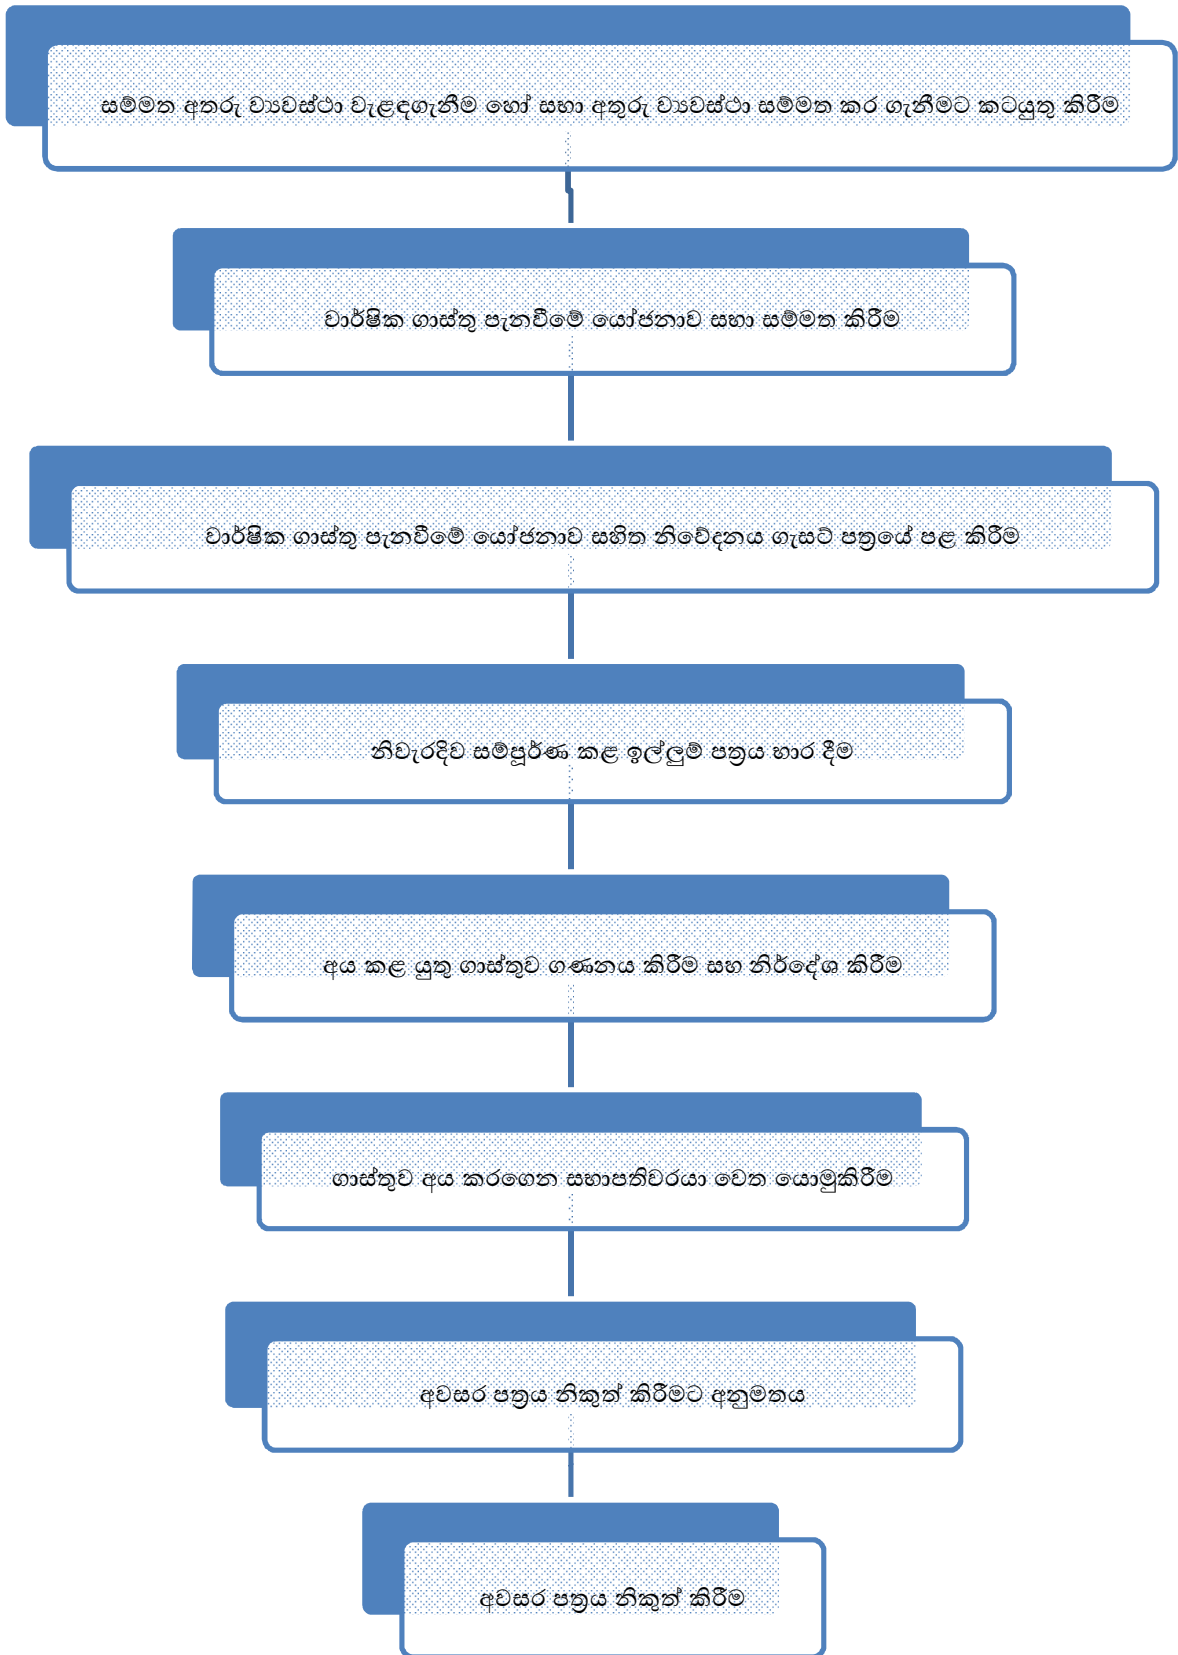 සම්මත අතරු ව්‍යවස්ථා වැළඳගැනීම හෝ සභා අතුරු ව්‍යවස්ථා සම්මත කර ගැනීමට කටයුතු කිරීම
වාර්ෂික ගාස්තු පැනවීමේ යෝජනාව සභා සම්මත කිරීම
වාර්ෂික ගාස්තු පැනවීමේ යෝජනාව සහිත නිවේදනය ගැසට් පත්‍රයේ පළ කිරීම
නිවැරදිව සම්පූර්ණ කළ ඉල්ලුම් පත්‍රය භාර දීම
අය කළ යුතු ගාස්තුව ගණනය කිරීම සහ නිර්දේශ කිරීම
ගාස්තුව අය කරගෙන සභාපතිවරයා වෙත යොමුකිරීම
අවසර පත්‍රය නිකුත් කිරීමට අනුමතය
අවසර පත්‍රය නිකුත් කිරීම